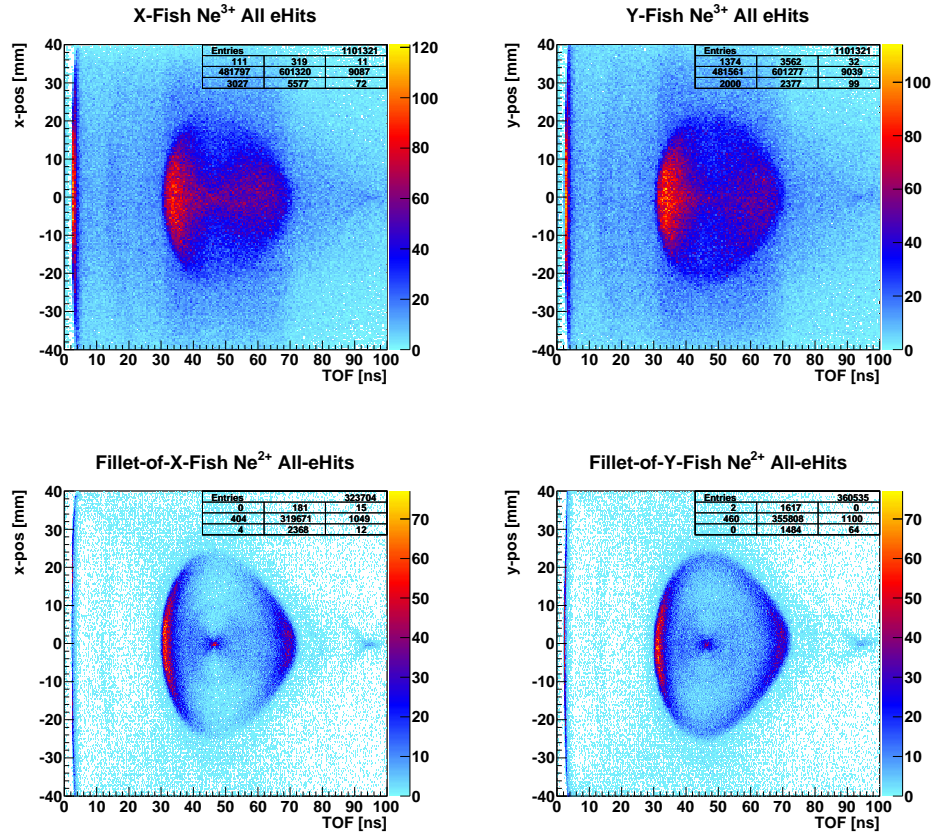 X-Fish Ne3+ All eHits
x-pos [mm]
40
30
20
10
0
-10
-20
-30
-40
Entries 1101321
111 319 11
481797 601320 9087
3027 5577 72
120
100
80
60
40
20
0
0 10 20 30 40 50 60 70 80 90 100
TOF [ns]
Y-Fish Ne3+ All eHits
y-pos [mm]
40
30
20
10
0
-10
-20
-30
-40
Entries 1101321
1374 3562 32
481561 601277 9039
2000 2377 99
100
80
60
40
20
0
0 10 20 30 40 50 60 70 80 90 100
TOF [ns]
Fillet-of-X-Fish Ne2+ All-eHits
x-pos [mm]
40
30
20
10
0
-10
-20
-30
-40
Entries 323704
0 181 15
404 319671 1049
4 2368 12
70
60
50
40
30
20
10
0
0 10 20 30 40 50 60 70 80 90 100
TOF [ns]
Fillet-of-Y-Fish Ne2+ All-eHits
y-pos [mm]
40
30
20
10
0
-10
-20
-30
-40
Entries 360535
2 1617 0
460 355808 1100
0 1484 64
70
60
50
40
30
20
10
0
0 10 20 30 40 50 60 70 80 90 100
TOF [ns]